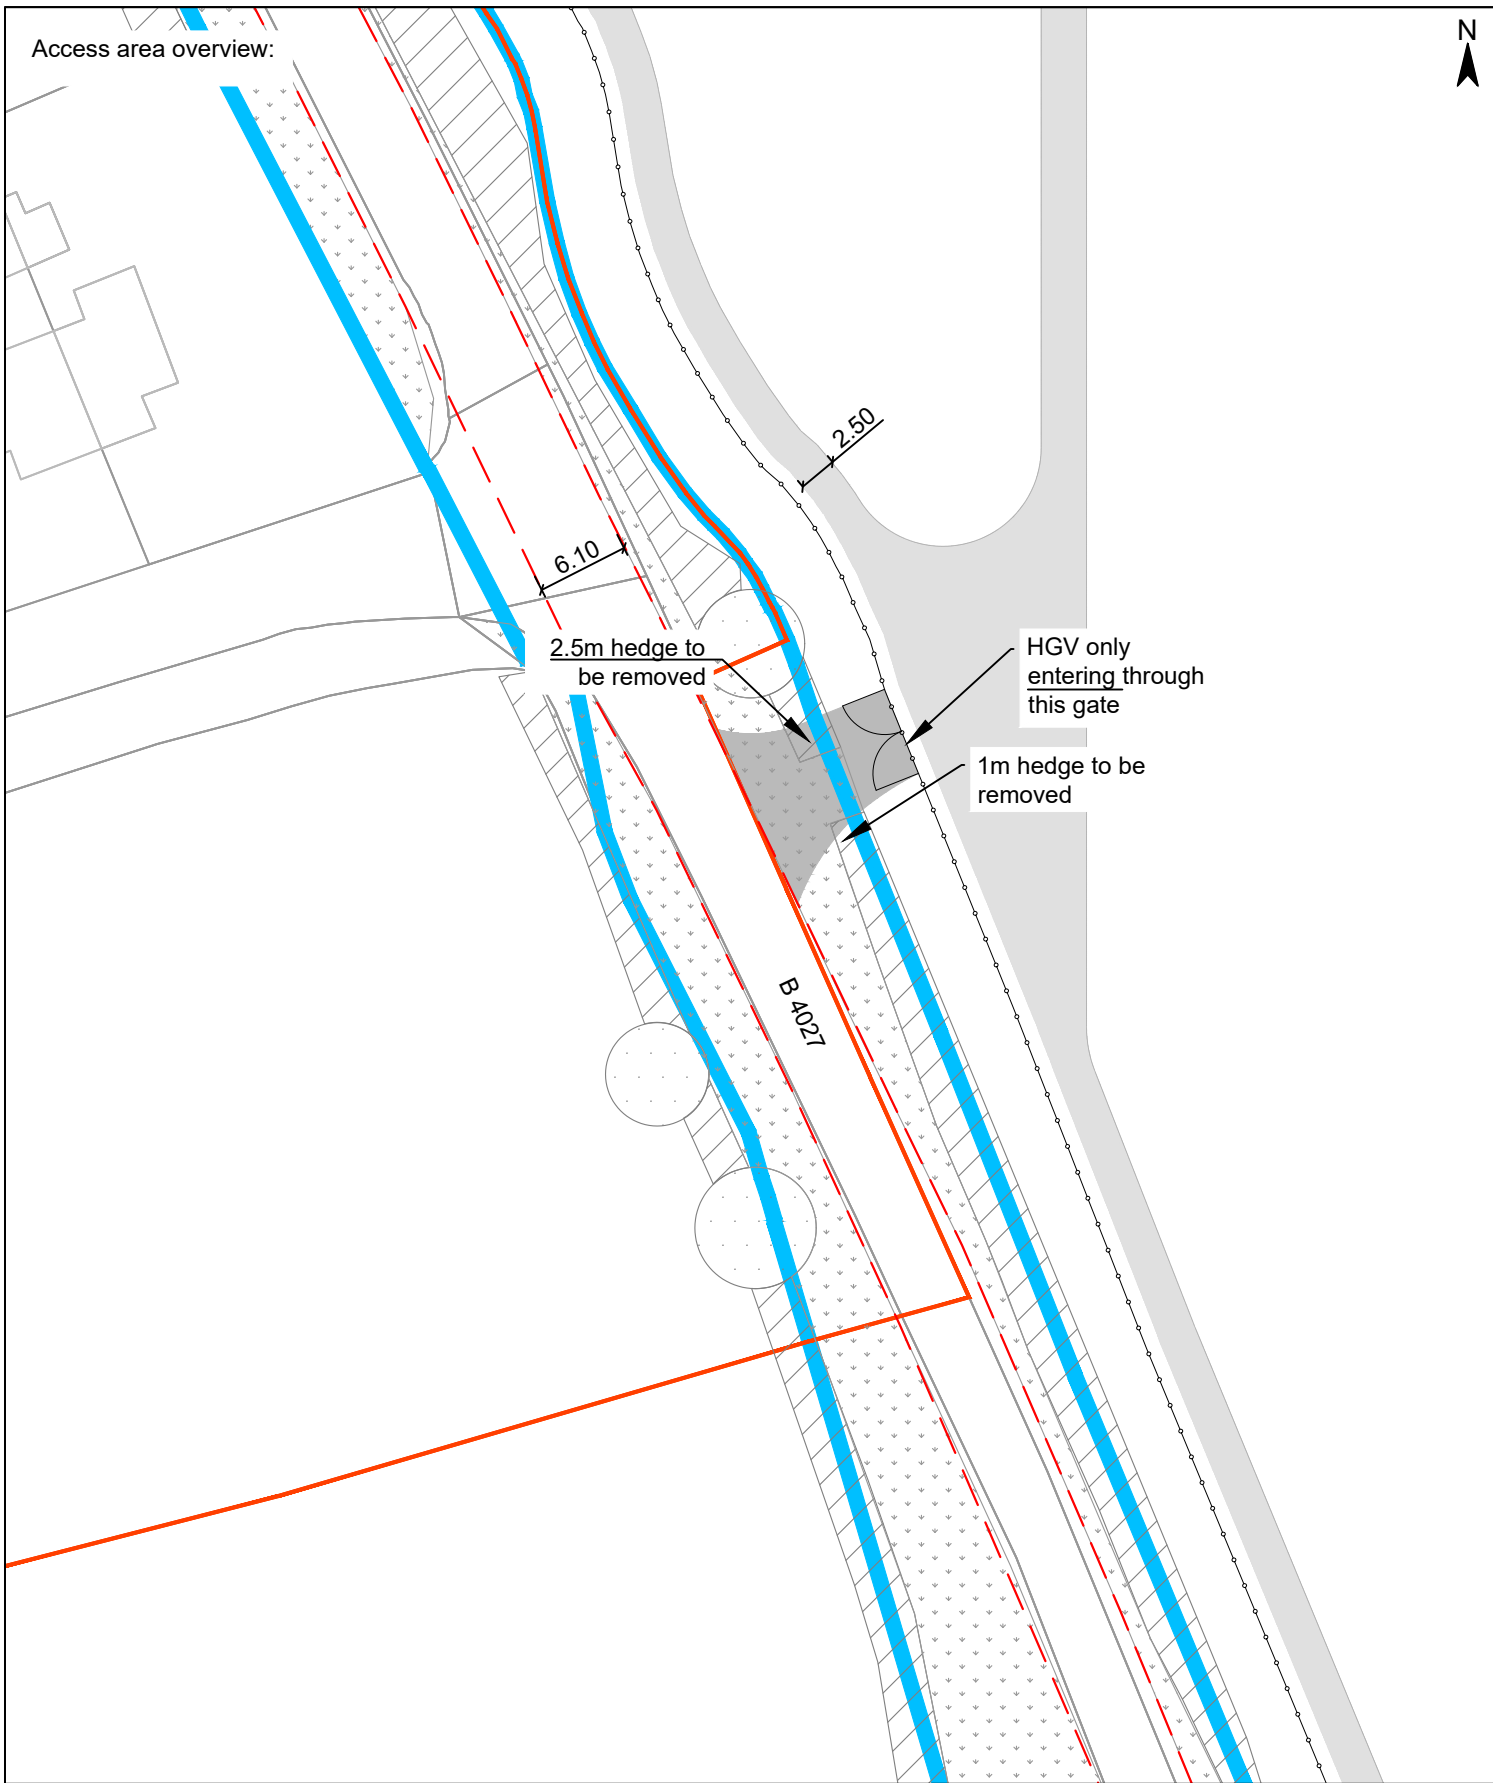 Access area overview:
N
2.50
6.10
2.5m hedge to
be removed
HGV only
entering through
this gate
1m hedge to be
removed
B 4027